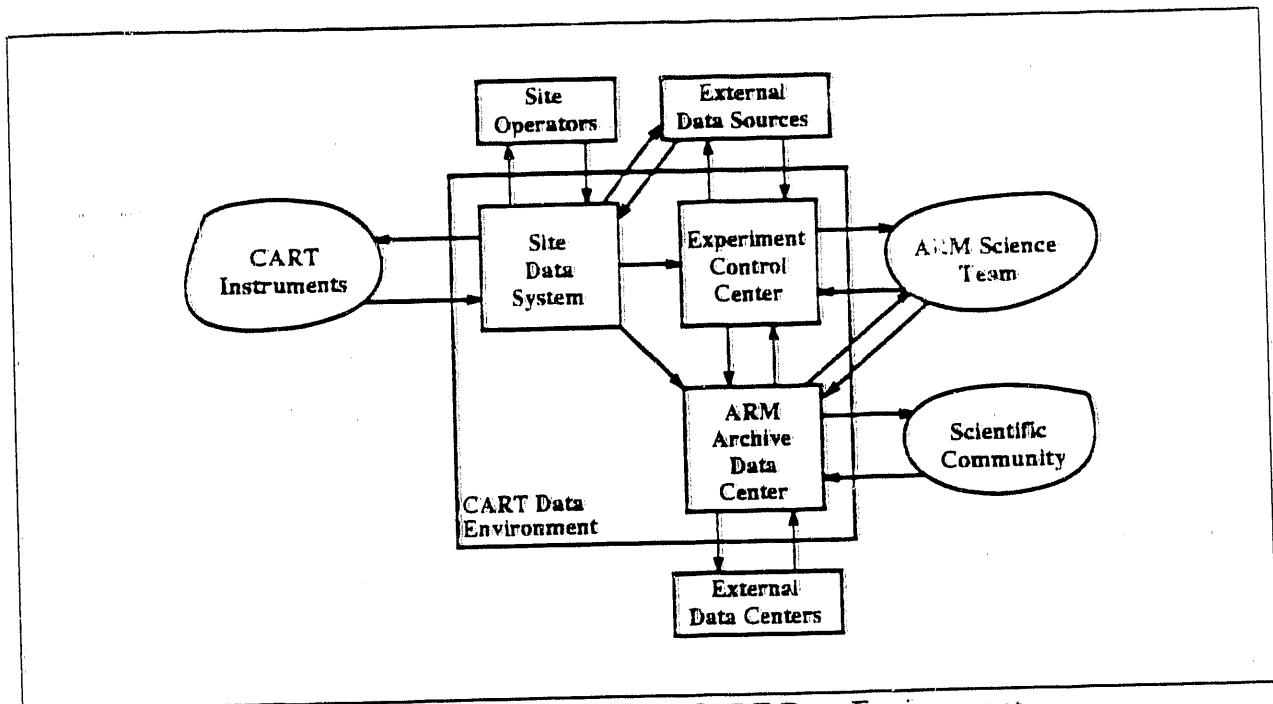 Site
Operators
External
Data Sources
CART
Instruments
Site
Data
System
Experiment
Control
Center
ARM Science
Team
ARM
Archive
Data
Center
Scientific
Community
CART Data
Environment
External
Data Centers